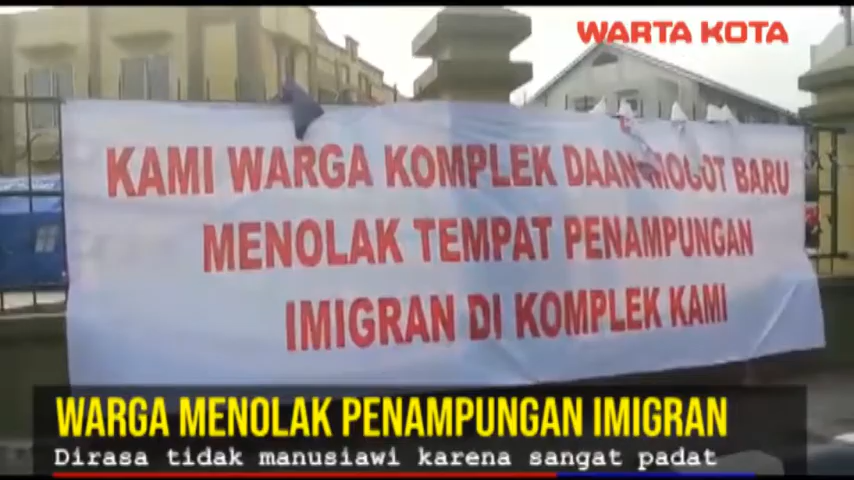 WARTA KOTA
KAMI WARGA KOMPLEK DAAN MOGOT BARU
MENOLAK TEMPAT PENAMPUNGAN
IMIGRAN DI KOMPLEK KAMI
WARGA MENOLAK PENAMPUNGAN IMIGRAN
Dirasa tidak manusiawi karena sangat padat